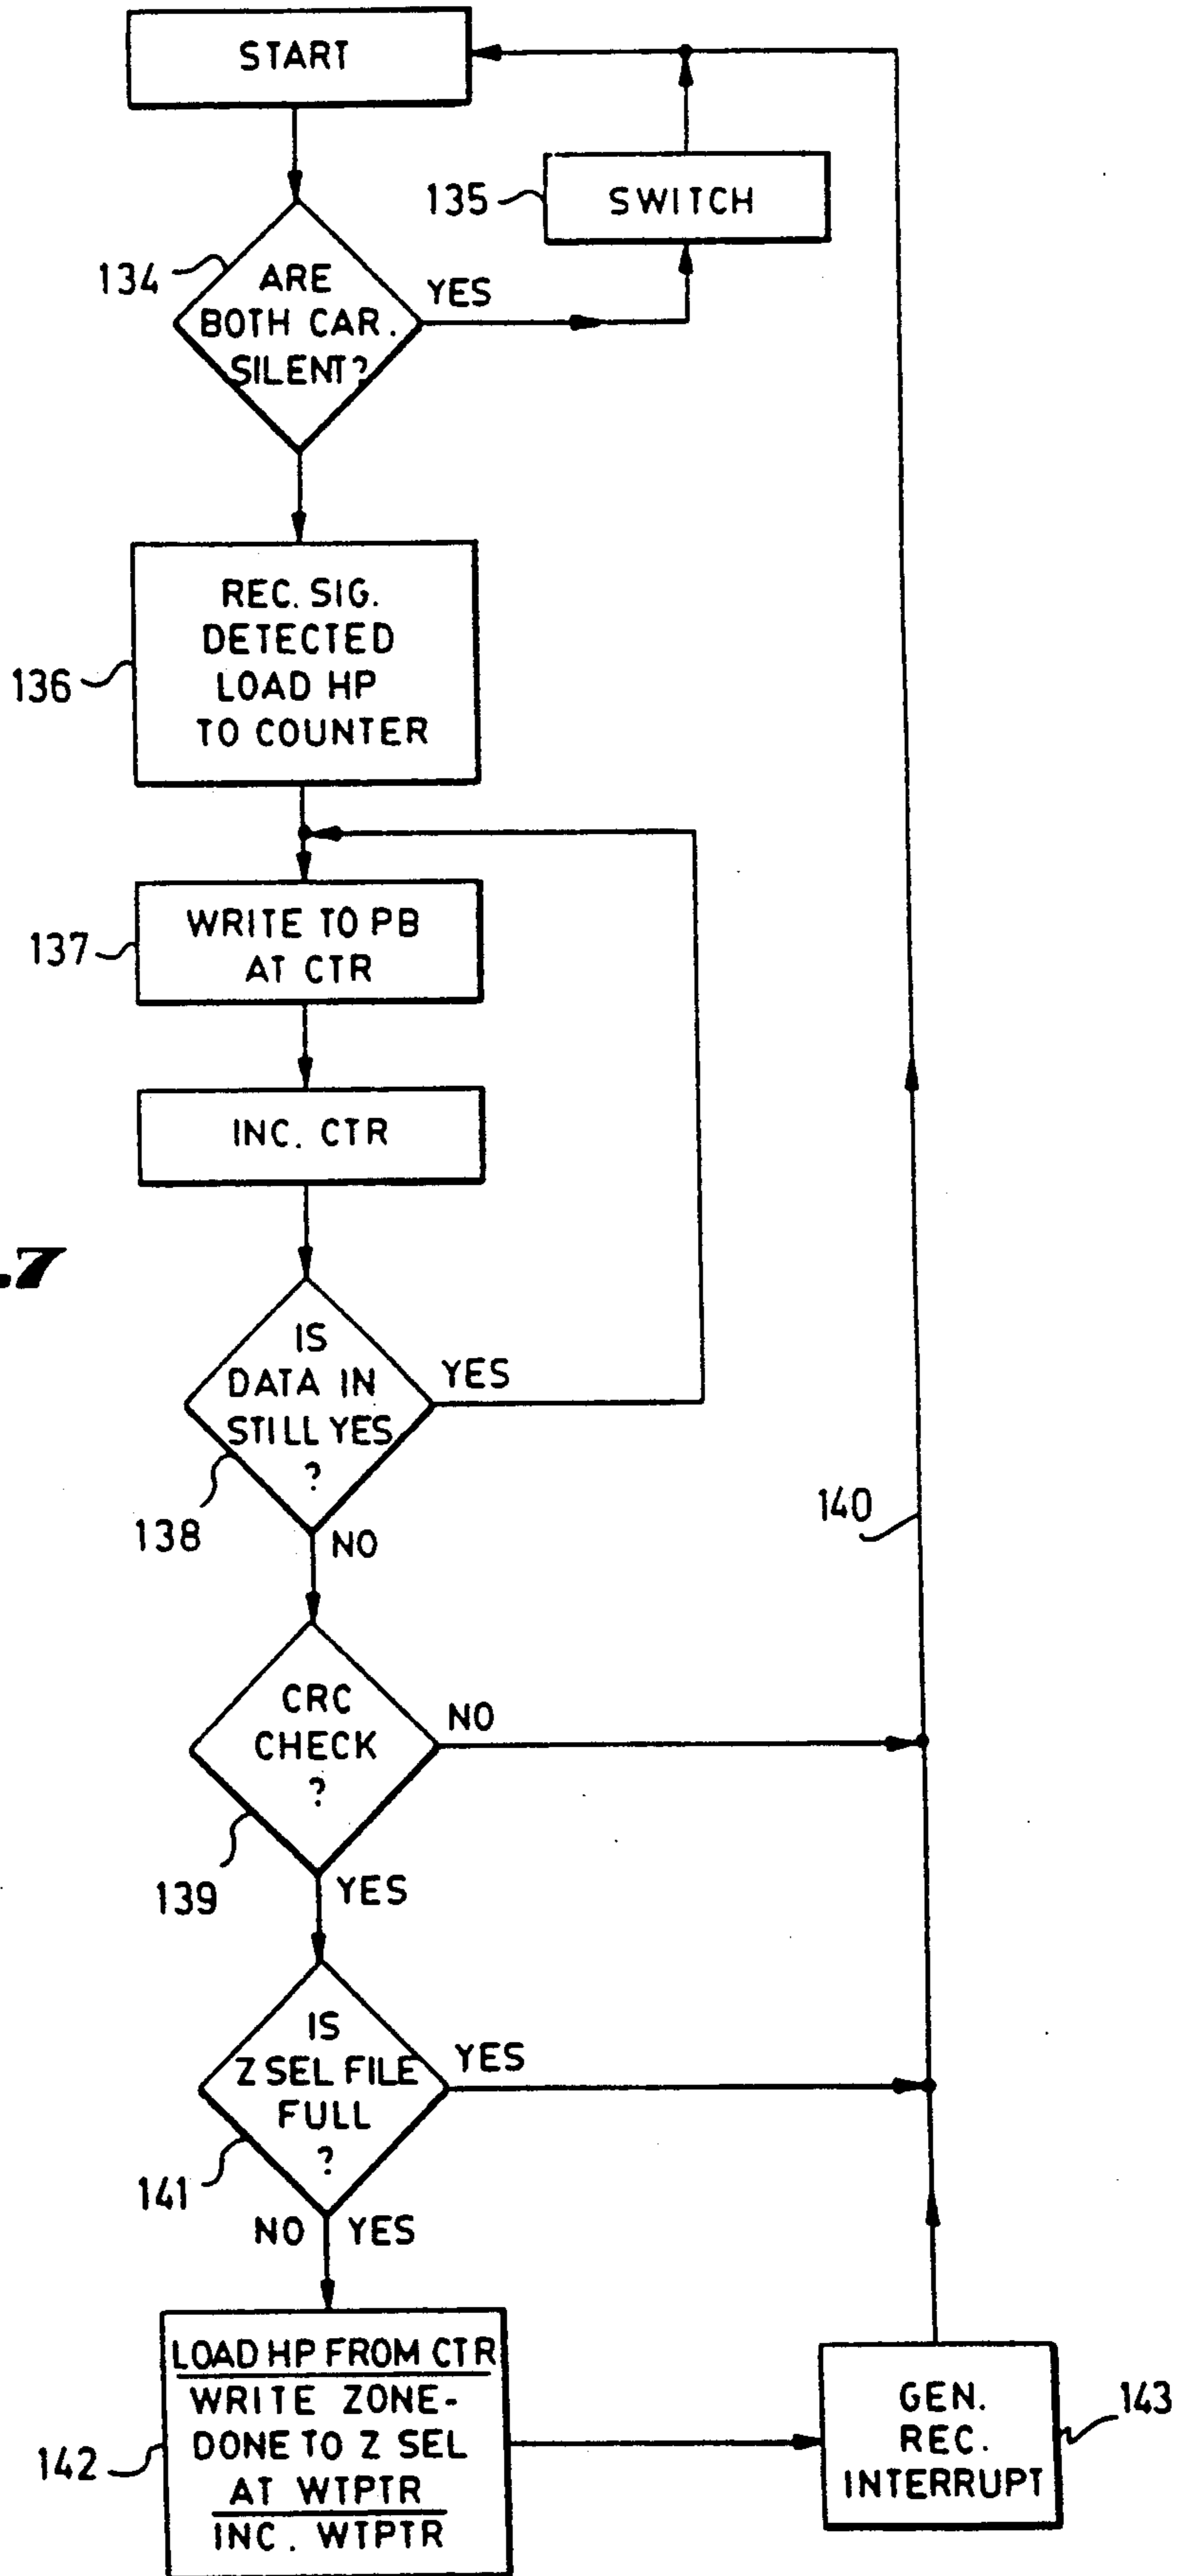 START
135
SWITCH
134
ARE
BOTH CAR.
SILENT?
YES
136
REC. SIG.
DETECTED
LOAD HP
TO COUNTER
137
WRITE TO PB
AT CTR
INC. CTR
.7
IS
DATA IN
STILL YES
?
YES
138
NO
140
CRC
CHECK
?
NO
139
YES
IS
Z SEL FILE
FULL
?
YES
141
NO YES
142
LOAD HP FROM CTR
WRITE ZONE-
DONE TO Z SEL
AT WTPTR
INC. WTPTR
GEN.
REC.
INTERRUPT
143